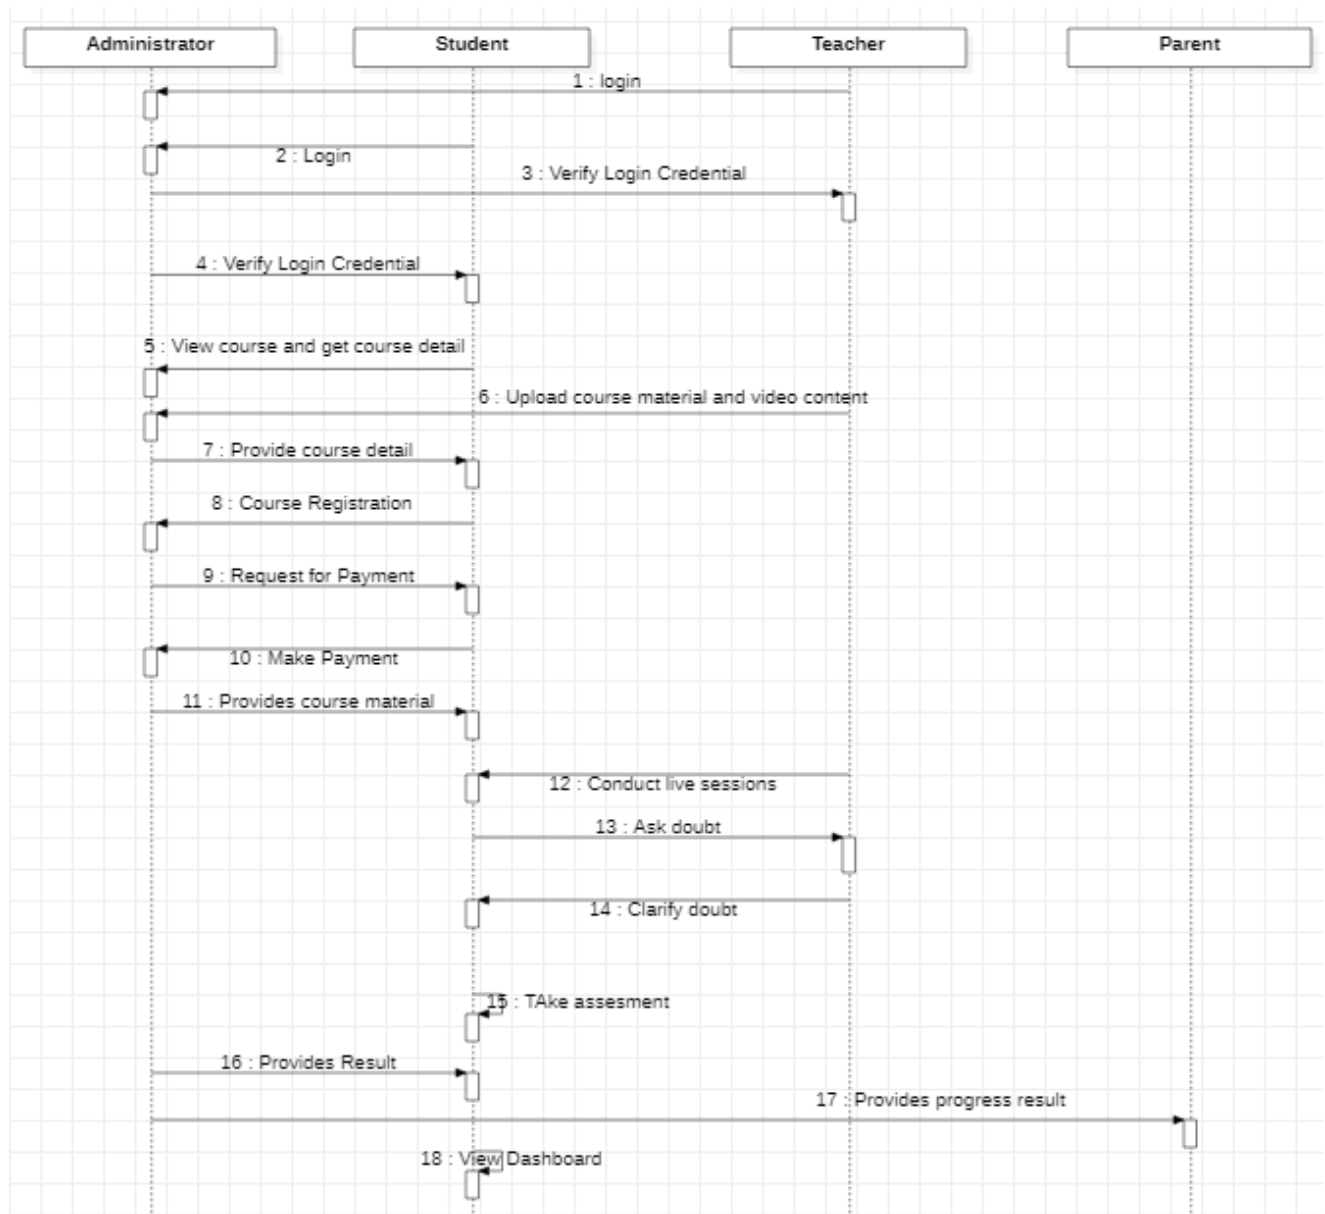 Administrator
Student
Teacher
Parent
1 : login
2 : Login
3 : Verify Login Credential
4 : Verify Login Credential
5 : View course and get course detail
6 : Upload course material and video content
7 : Provide course detail
8 : Course Registration
9 : Request for Payment
10 : Make Payment
11 : Provides course material
12 : Conduct live sessions
13 : Ask doubt
14 : Clarify doubt
15 : TAke assesment
16 : Provides Result
17 : Provides progress result
18 : View Dashboard